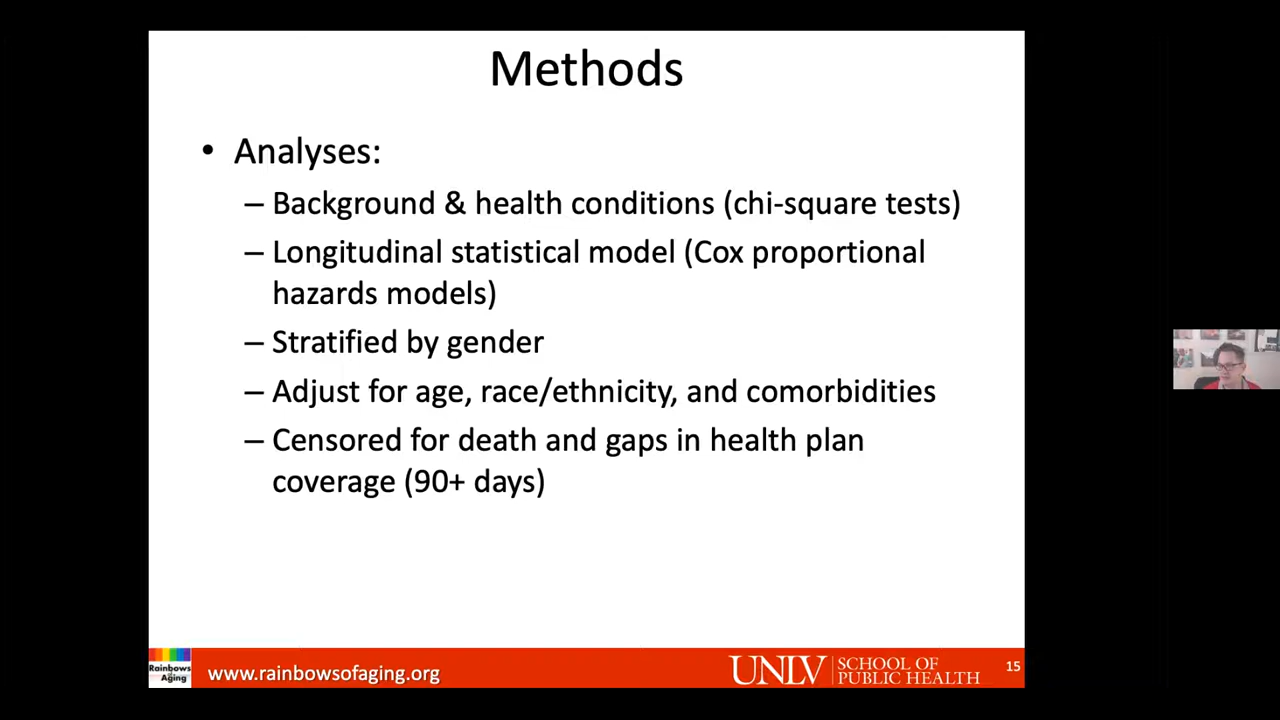 Methods
• Analyses:
– Background & health conditions (chi-square tests)
– Longitudinal statistical model (Cox proportional
hazards models)
– Stratified by gender
– Adjust for age, race/ethnicity, and comorbidities
– Censored for death and gaps in health plan
coverage (90+ days)
Rainbows
of
Aging
www.rainbowsofaging.org
UNLV
SCHOOL OF
PUBLIC HEALTH
15